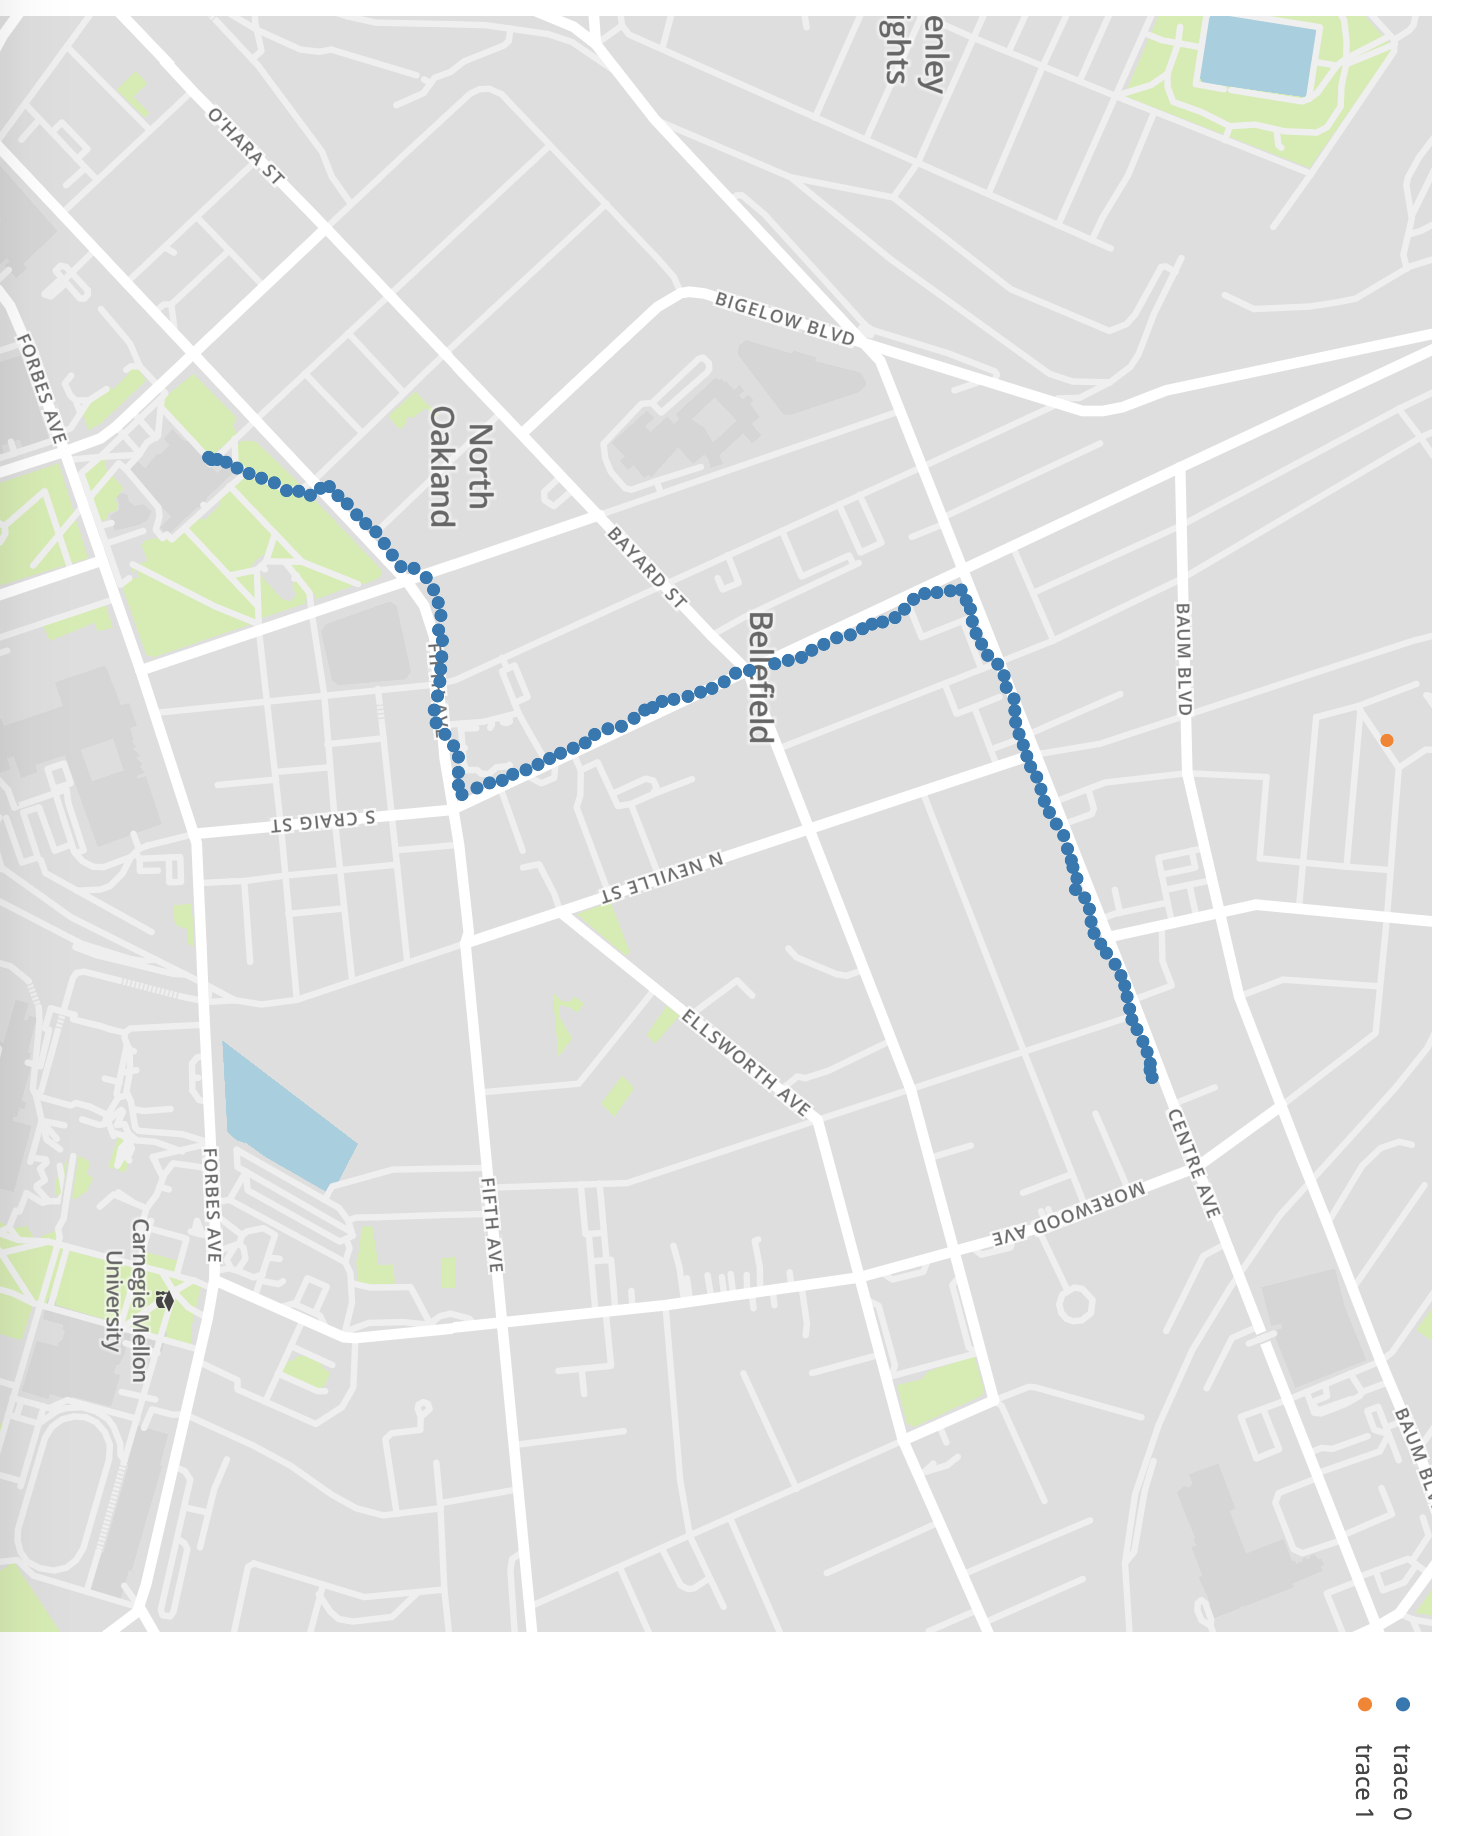 enley
ights
O'HARA ST
BIGELOW BLVD
FORBES AVE
North
Oakland
BAYARD ST
BAUM BLVD
Bellefield
FIFTH AVE
S CRAIG ST
N NEVILLE ST
ELLSWORTH AVE
CENTRE AVE
FORBES AVE
FIFTH AVE
MOREWOOD AVE
Carnegie Mellon
University
BAUM BLV
trace 0
trace 1